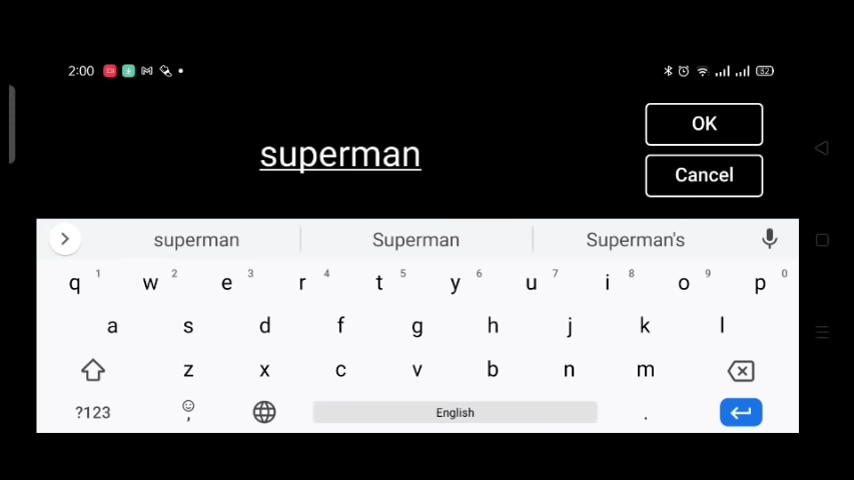 2:00
82
superman
OK
Cancel
superman Superman Superman's
q 1 w 2 e 3 r 4 t 5 y 6 u 7 i 8 o 9 p 0
a s d f g h j k l
z x c v b n m
?123 , English .